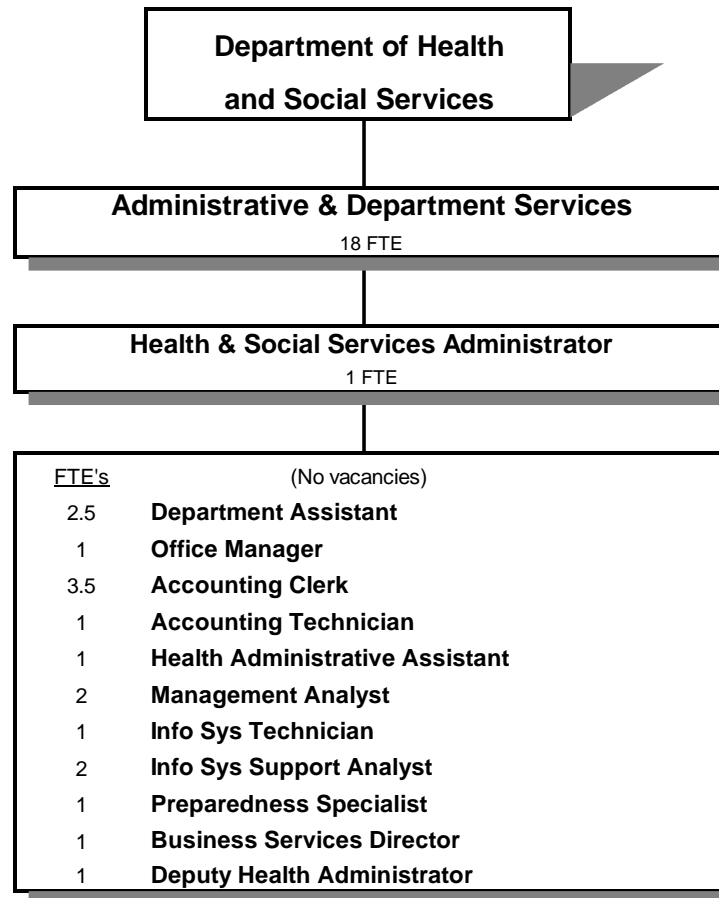 Department of Health
and Social Services
Administrative & Department Services
18 FTE
Health & Social Services Administrator
1 FTE
FTE's (No vacancies)
2.5 Department Assistant
1 Office Manager
3.5 Accounting Clerk
1 Accounting Technician
1 Health Administrative Assistant
2 Management Analyst
1 Info Sys Technician
2 Info Sys Support Analyst
1 Preparedness Specialist
1 Business Services Director
1 Deputy Health Administrator